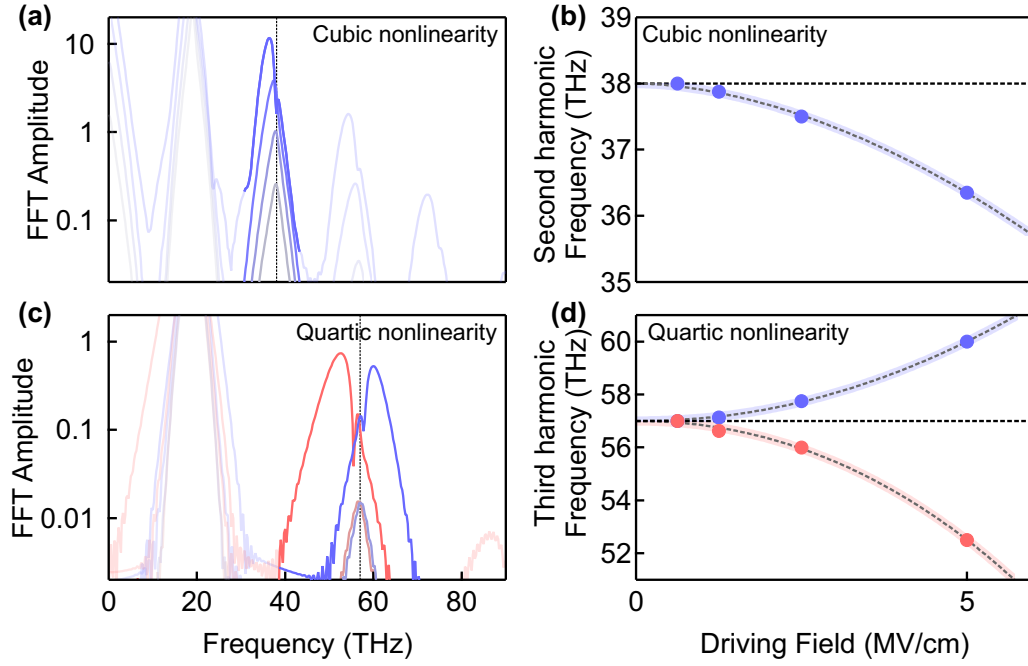 (a)
Cubic nonlinearity
FFT Amplitude
10
1
0.1
(b)
Cubic nonlinearity
Second harmonic
Frequency (THz)
39
38
37
36
35
(c)
Quartic nonlinearity
FFT Amplitude
1
0.1
0.01
0
20
40
60
80
Frequency (THz)
(d)
Quartic nonlinearity
Third harmonic
Frequency (THz)
60
58
56
54
52
0
5
Driving Field (MV/cm)